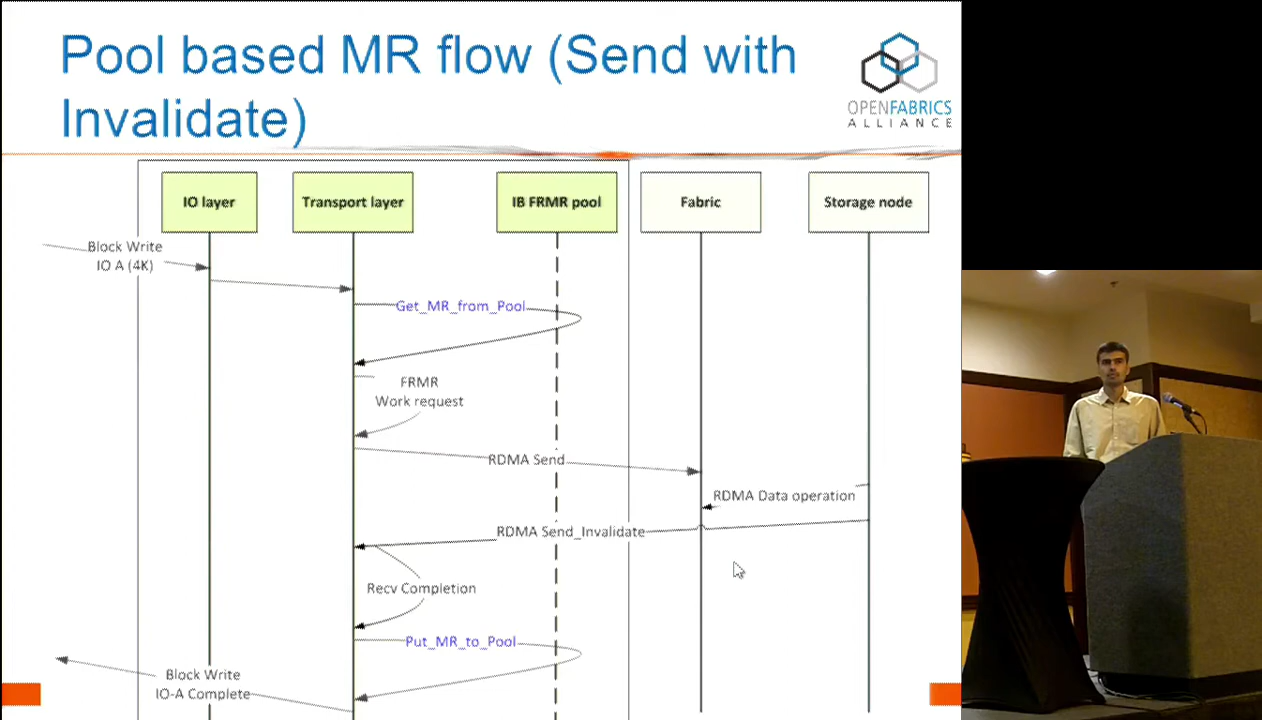 Pool based MR flow (Send with
Invalidate)
OPENFABRICS
ALLIANCE
IO layer
Transport layer
IB FRMR pool
Fabric
Storage node
Block Write
IO A (4K)
Get_MR_from_Pool
FRMR
Work request
RDMA Send
RDMA Data operation
RDMA Send_Invalidate
Recv Completion
Put_MR_to_Pool
Block Write
IO-A Complete